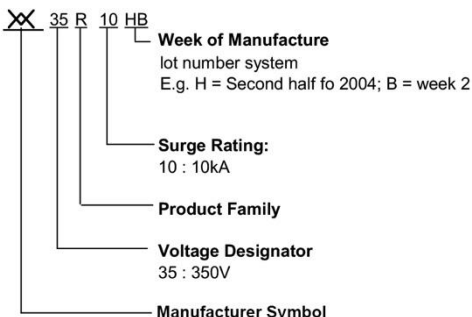 XX 35 R 10 HB
Week of Manufacture
lot number system
E.g. H = Second half fo 2004; B = week 2
Surge Rating:
10 : 10kA
Product Family
Voltage Designator
35 : 350V
Manufacturer Symbol